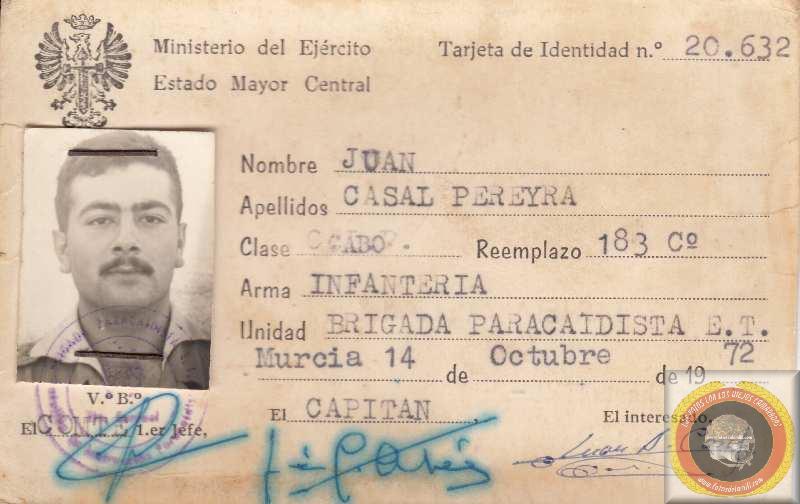 Ministerio del Ejército
Estado Mayor Central
Tarjeta de Identidad n.º 20.632
Nombre JUAN
Apellidos CASAL PEREYRA
Clase CABO.
Reemplazo 183 Cº
Arma INFANTERIA
Unidad BRIGADA PARACAIDISTA E.T.
Murcia 14 de Octubre de 19 72
V.º B.º
El CONTE 1.er Jefe,
El CAPITAN
El interesado,